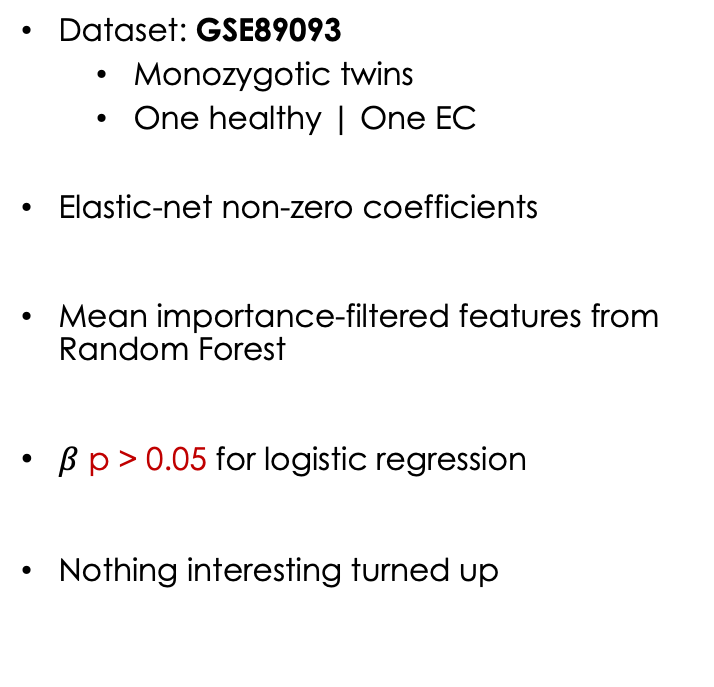 • Dataset: GSE89093
• Monozygotic twins
• One healthy | One EC
• Elastic-net non-zero coefficients
• Mean importance-filtered features from
Random Forest
• β p > 0.05 for logistic regression
• Nothing interesting turned up